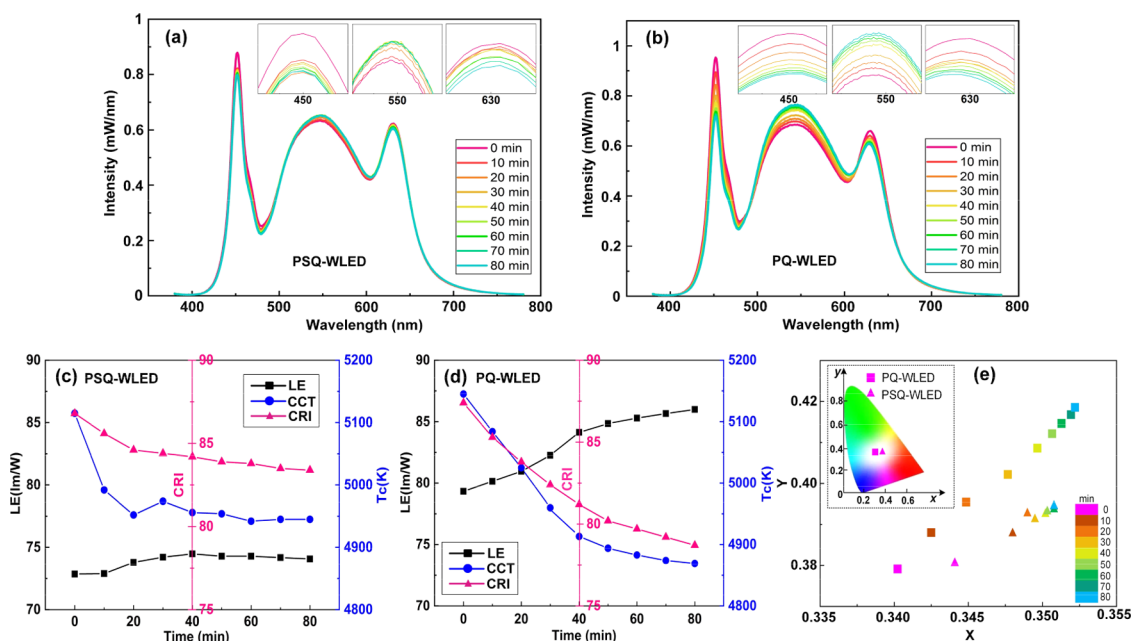 (a)
450
550
630
1
0.8
0.6
0.4
0.2
0
Intensity (mW/nm)
0 min
10 min
20 min
30 min
40 min
50 min
60 min
70 min
80 min
PSQ-WLED
400
500
600
700
800
Wavelength (nm)
(b)
450
550
630
1
0.8
0.6
0.4
0.2
0
Intensity (mW/nm)
0 min
10 min
20 min
30 min
40 min
50 min
60 min
70 min
80 min
PQ-WLED
400
500
600
700
800
Wavelength (nm)
(c) PSQ-WLED
LE
CCT
CRI
90
85
80
75
70
LE(lm/W)
90
85
80
75
CRI
5200
5100
5000
4900
4800
Tc(K)
0
20
40
60
80
Time (min)
(d) PQ-WLED
LE
CCT
CRI
90
85
80
75
70
LE(lm/W)
90
85
80
75
CRI
5200
5100
5000
4900
4800
Tc(K)
0
20
40
60
80
Time (min)
(e)
PQ-WLED
PSQ-WLED
y
0.8
0.6
0.4
0.2
0
0.2 0.4 0.6
x
0.42
0.40
0.38
Y
min
0
10
20
30
40
50
60
70
80
0.335
0.340
0.345
0.350
0.355
X